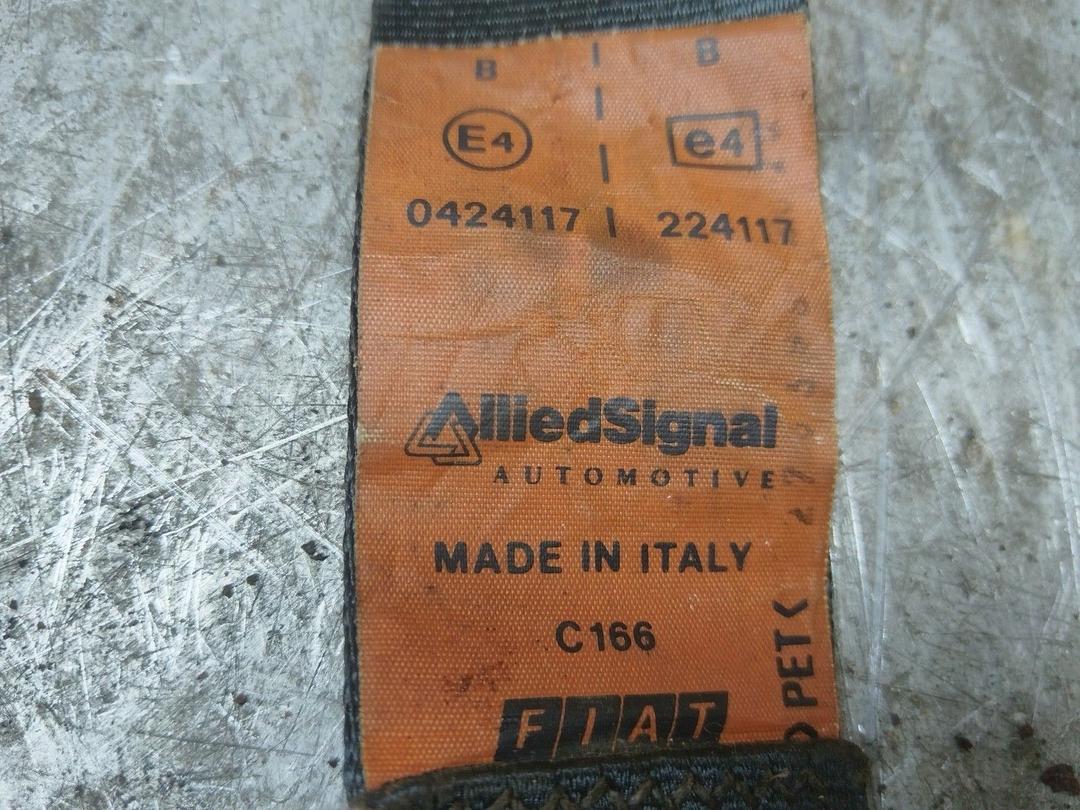 B | B
E4 e4
0424117 | 224117
AlliedSignal
AUTOMOTIVE
MADE IN ITALY
C166
FIAT
>PET<